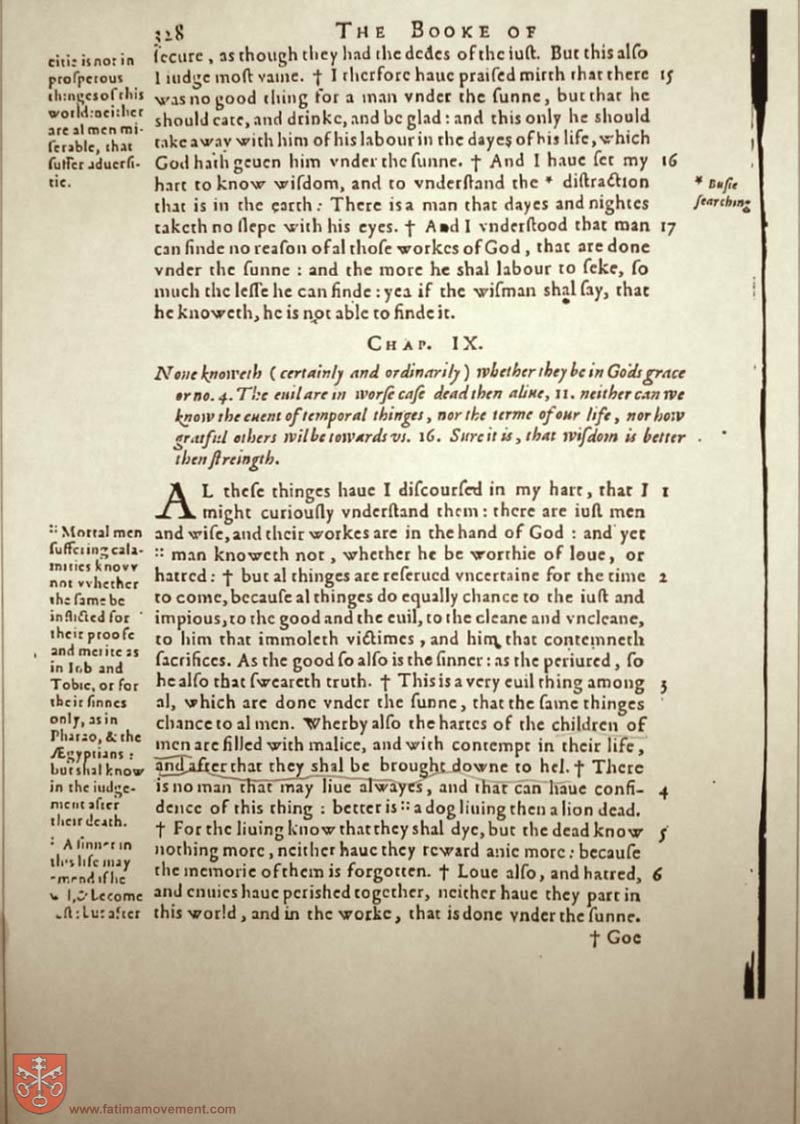 328 THE BOOKE OF
ſecure, as though they had the dedes of the iuſt. But this alſo
I iudge moſt vaine. † I therfore haue praiſed mirth that there 15
was no good thing for a man vnder the ſunne, but that he
ſhould eate, and drinke, and be glad: and this only he ſhould
take away with him of his labour in the dayes of his life, which
God hath geuen him vnder the ſunne. † And I haue ſet my 16
hart to know wiſdom, and to vnderſtand the * diſtraction
that is in the earth: There is a man that dayes and nightes
taketh no ſlepe with his eyes. † And I vnderſtood that man 17
can finde no reaſon of al thoſe workes of God, that are done
vnder the ſunne: and the more he ſhal labour to ſeke, ſo
much the leſſe he can finde: yea if the wiſman ſhal ſay, that
he knoweth, he is not able to finde it.
citie is not in
proſperous
thinges of this
world: neither
are al men mi-
ſerable, that
ſuffer aduerſi-
tie.
* Buſie
ſearching
CHAP. IX.
None knoweth (certainly and ordinarily) whether they be in Gods grace
or no. 4. The euil are in worſe caſe dead then aliue, 11. neither can we
know the euent of temporal thinges, nor the terme of our life, nor how
grateful others wil be towards vs. 16. Sure it is, that wiſdom is better
then ſtreingth.
AL theſe thinges haue I diſcourſed in my hart, that I 1
might curiouſly vnderſtand them: there are iuſt men
and wiſe, and their workes are in the hand of God: and yet
:: man knoweth not, whether he be worthie of loue, or
hatred: † but al thinges are reſerued vncertaine for the time 2
to come, becauſe al thinges do equally chance to the iuſt and
impious, to the good and the euil, to the cleane and vncleane,
to him that immoleth victimes, and him that contemneth
ſacrifices. As the good ſo alſo is the ſinner: as the periured, ſo
he alſo that ſweareth truth. † This is a very euil thing among 3
al, which are done vnder the ſunne, that the ſame thinges
chance to al men. Wherby alſo the hartes of the children of
men are filled with malice, and with contempt in their life,
and after that they ſhal be brought downe to hel. † There
is no man that may liue alwayes, and that can haue confi- 4
dence of this thing: better is :: a dog liuing then a lion dead.
† For the liuing know that they ſhal dye, but the dead know 5
nothing more, neither haue they reward anie more: becauſe
the memorie of them is forgotten. † Loue alſo, and hatred, 6
and enuies haue periſhed together, neither haue they part in
this world, and in the worke, that is done vnder the ſunne.
† Goe
:: Mortal men
ſuffering cala-
mities knovv
not vvhether
the ſame be
inflicted for
their proofe
and merite as
in Iob and
Tobie, or for
their ſinnes
only, as in
Pharao, & the
Ægyptians:
but ſhal know
in the iudge-
ment after
their death.
: A ſinner in
this life may
if he
become
: but after
www.fatimamovement.com